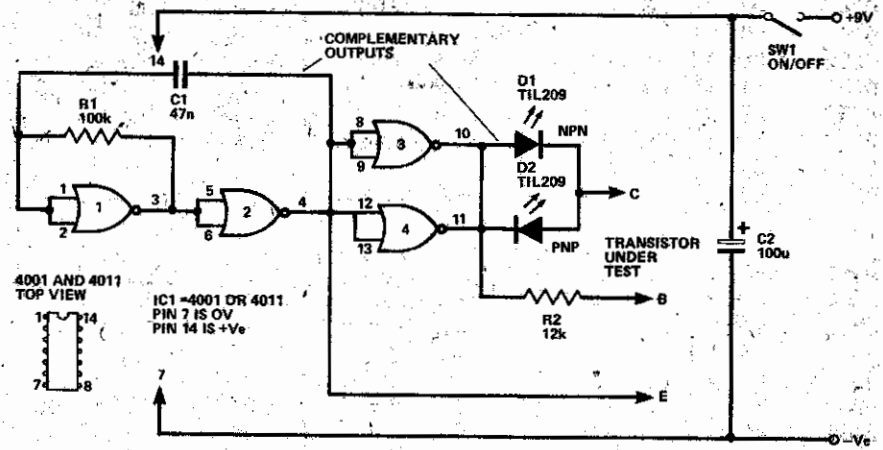 +9V
SW1
ON/OFF
14
COMPLEMENTARY
OUTPUTS
C1
47n
R1
100k
D1
TIL209
NPN
8
9
3
10
D2
TIL209
1
2
1
3
5
6
2
4
12
13
4
11
C
PNP
TRANSISTOR
UNDER
TEST
+
C2
100u
4001 AND 4011
TOP VIEW
1
14
7
8
IC1 =4001 OR 4011
PIN 7 IS OV
PIN 14 IS +Ve
B
R2
12k
7
E
-Ve